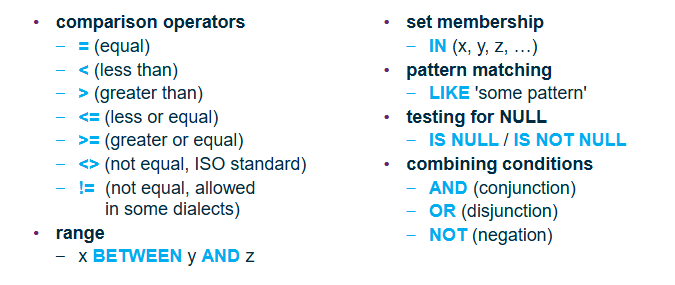 • comparison operators
– = (equal)
– < (less than)
– > (greater than)
– <= (less or equal)
– >= (greater or equal)
– <> (not equal, ISO standard)
– != (not equal, allowed
in some dialects)
• range
– x BETWEEN y AND z
• set membership
– IN (x, y, z, …)
• pattern matching
– LIKE 'some pattern'
• testing for NULL
– IS NULL / IS NOT NULL
• combining conditions
– AND (conjunction)
– OR (disjunction)
– NOT (negation)